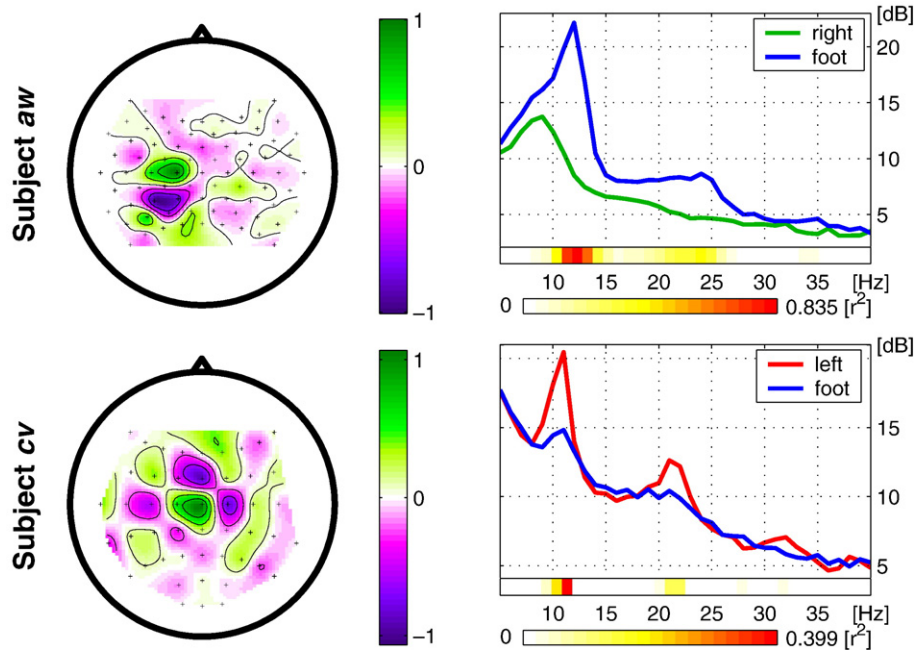 Subject aw
1
0
−1
[dB]
right
foot
20
15
10
5
10 15 20 25 30 35 [Hz]
0 0.835 [r²]
Subject cv
1
0
−1
[dB]
left
foot
15
10
5
10 15 20 25 30 35 [Hz]
0 0.399 [r²]